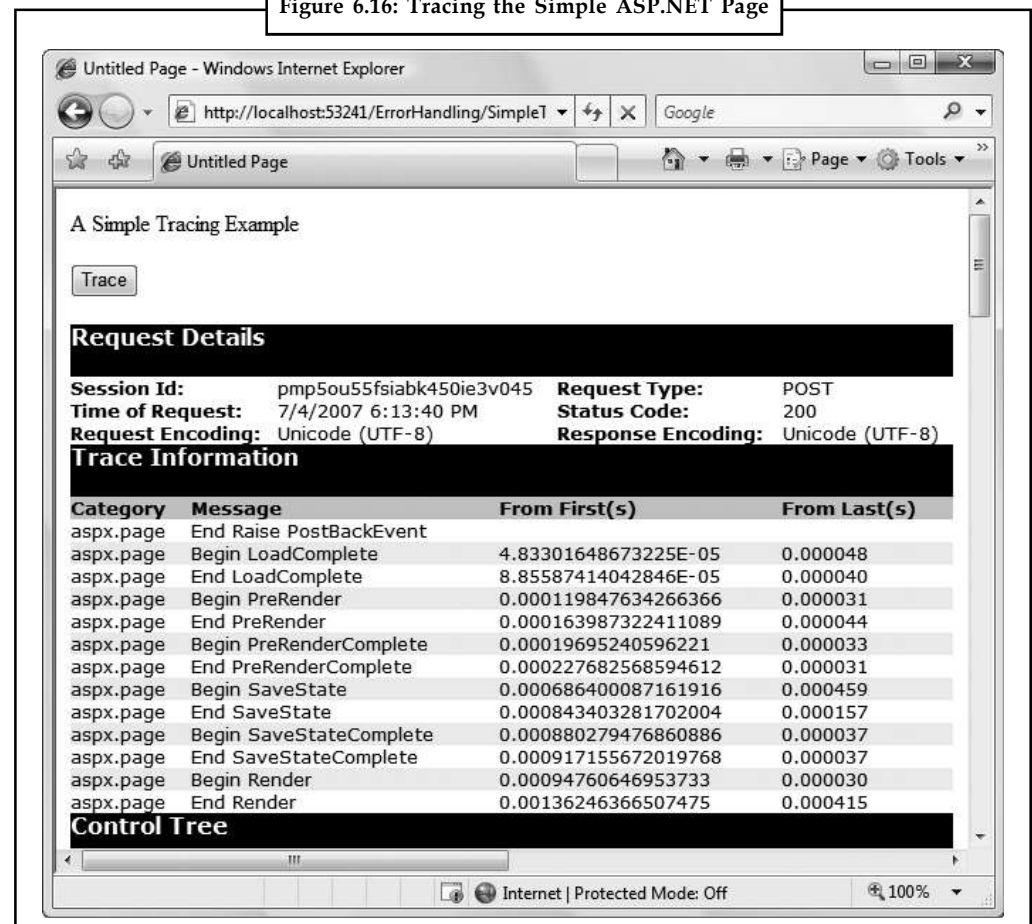 Figure 6.16: Tracing the Simple ASP.NET Page
Untitled Page - Windows Internet Explorer
http://localhost:53241/ErrorHandling/SimpleT
Google
Untitled Page
Page
Tools
A Simple Tracing Example
Trace
Request Details
Session Id: pmp5ou55fsiabk450ie3v045 Request Type: POST
Time of Request: 7/4/2007 6:13:40 PM Status Code: 200
Request Encoding: Unicode (UTF-8) Response Encoding: Unicode (UTF-8)
Trace Information
Category Message From First(s) From Last(s)
aspx.page End Raise PostBackEvent
aspx.page Begin LoadComplete 4.83301648673225E-05 0.000048
aspx.page End LoadComplete 8.85587414042846E-05 0.000040
aspx.page Begin PreRender 0.000119847634266366 0.000031
aspx.page End PreRender 0.000163987322411089 0.000044
aspx.page Begin PreRenderComplete 0.00019695240596221 0.000033
aspx.page End PreRenderComplete 0.000227682568594612 0.000031
aspx.page Begin SaveState 0.000686400087161916 0.000459
aspx.page End SaveState 0.000843403281702004 0.000157
aspx.page Begin SaveStateComplete 0.000880279476860886 0.000037
aspx.page End SaveStateComplete 0.000917155672019768 0.000037
aspx.page Begin Render 0.00094760646953733 0.000030
aspx.page End Render 0.00136246366507475 0.000415
Control Tree
Internet | Protected Mode: Off
100%